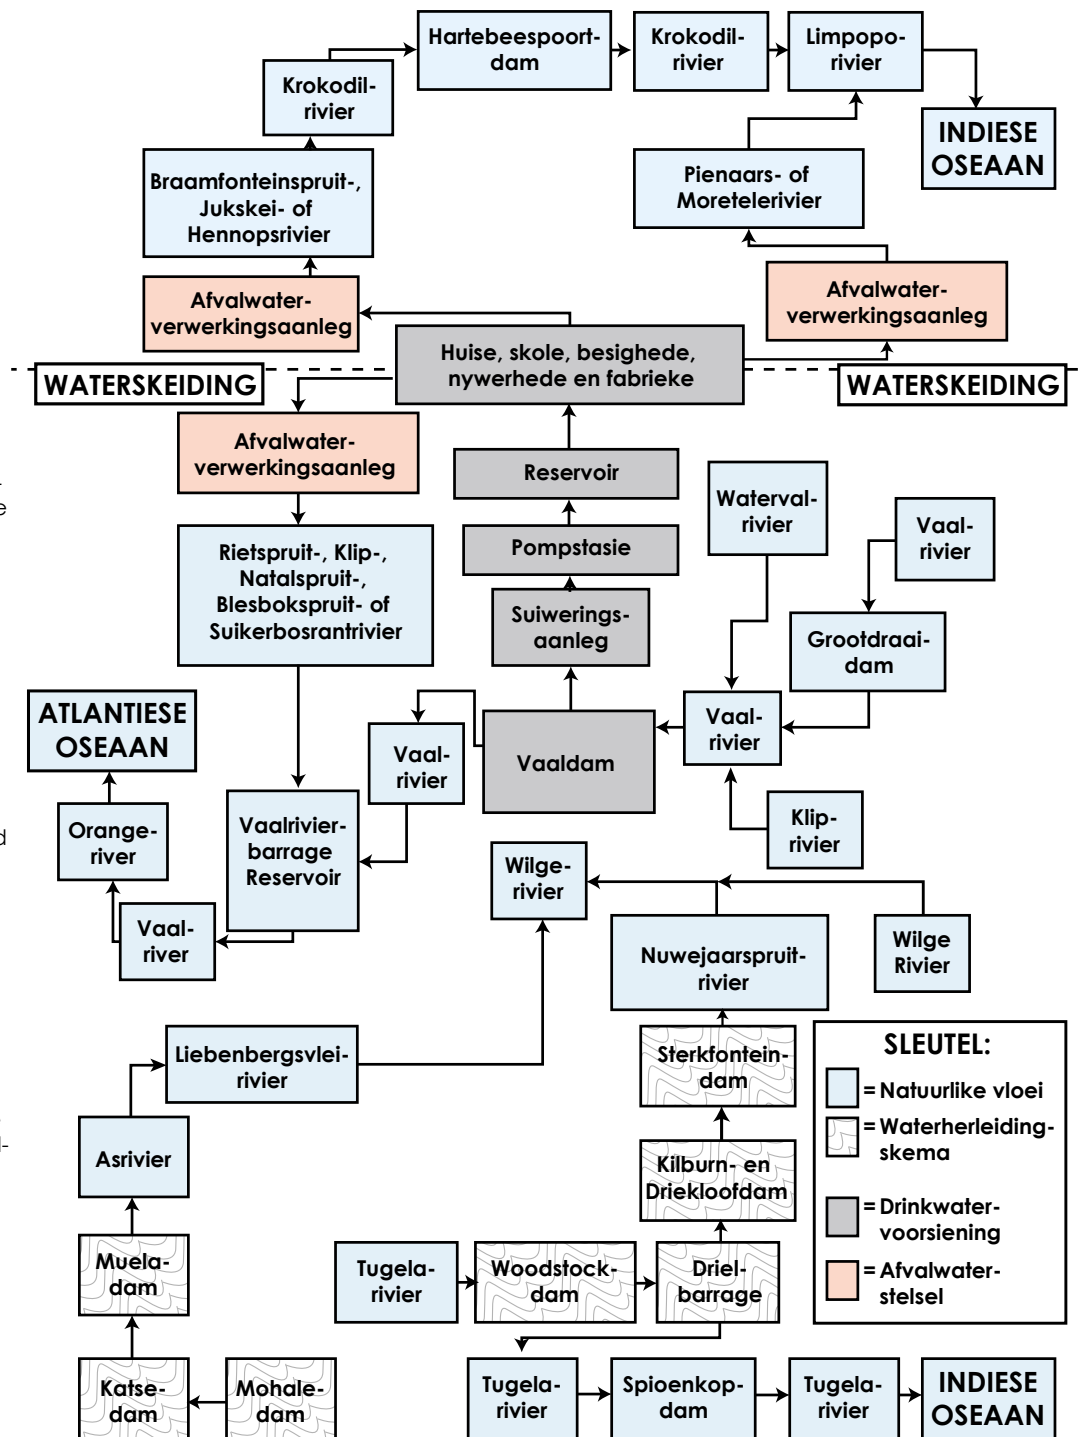 Hartebeespoort-
dam
Krokodil-
rivier
Limpopo-
rivier
Krokodil-
rivier
INDIESE
OSEAAN
Braamfonteinspruit-,
Jukskei- of
Hennopsrivier
Pienaars- of
Moretelerivier
Afvalwater-
verwerkingsaanleg
Afvalwater-
verwerkingsaanleg
Huise, skole, besighede,
nywerhede en fabrieke
WATERSKEIDING
WATERSKEIDING
Afvalwater-
verwerkingsaanleg
Reservoir
Waterval-
rivier
Vaal-
rivier
Pompstasie
Rietspruit-, Klip-,
Natalspruit-,
Blesbokspruit- of
Suikerbosrantrivier
Suiwerings-
aanleg
Grootdraai-
dam
ATLANTIESE
OSEAAN
Vaal-
rivier
Vaaldam
Vaal-
rivier
Orange-
river
Vaalrivier-
barrage
Reservoir
Klip-
rivier
Wilge-
rivier
Vaal-
river
Nuwejaarspruit-
rivier
Wilge
Rivier
Liebenbergsvlei-
rivier
Sterkfontein-
dam
SLEUTEL:
= Natuurlike vloei
= Waterherleiding-
skema
= Drinkwater-
voorsiening
= Afvalwater-
stelsel
Asrivier
Kilburn- en
Driekloofdam
Muela-
dam
Tugela-
rivier
Woodstock-
dam
Driel-
barrage
Katse-
dam
Mohale-
dam
Tugela-
rivier
Spioenkop-
dam
Tugela-
rivier
INDIESE
OSEAAN